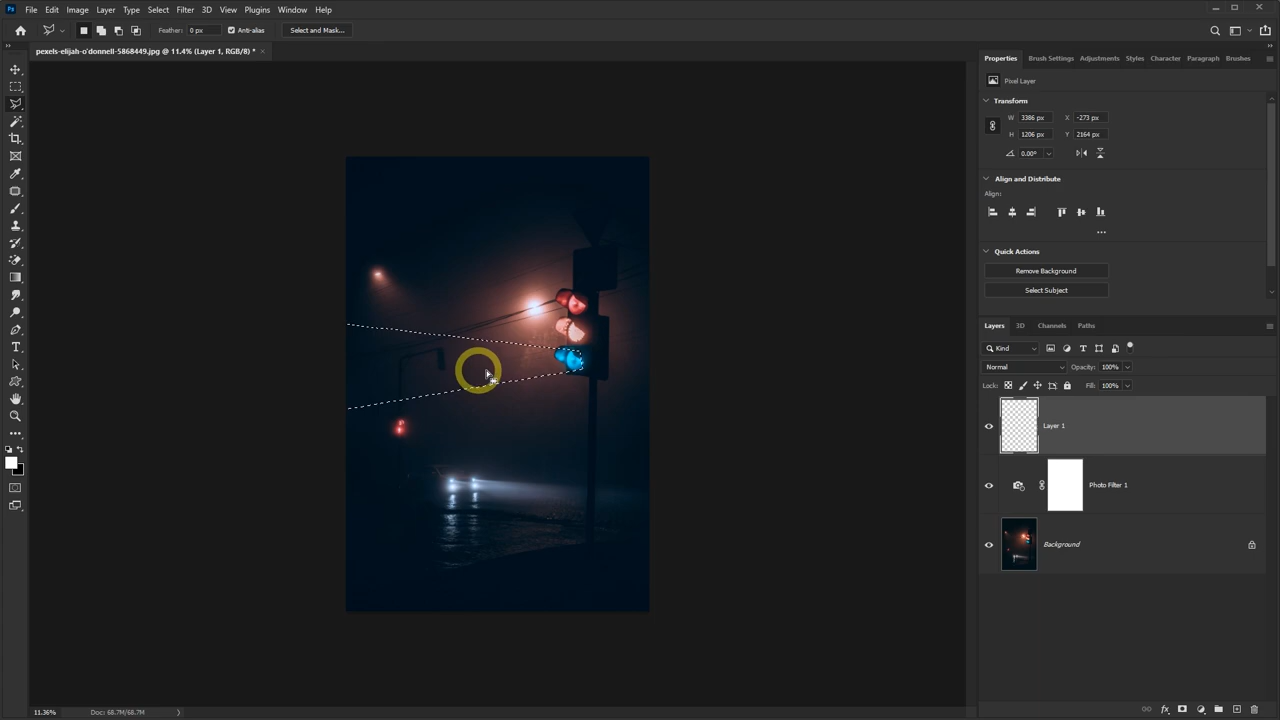 Ps File Edit Image Layer Type Select Filter 3D View Plugins Window Help
Feather: 0 px Anti-alias Select and Mask...
pexels-elijah-o'donnell-5868449.jpg @ 11.4% (Layer 1, RGB/8) *
Properties Brush Settings Adjustments Styles Character Paragraph Brushes
Pixel Layer
Transform
W 3386 px X -273 px
H 1206 px Y 2164 px
0.00°
Align and Distribute
Align:
Quick Actions
Remove Background
Select Subject
Layers 3D Channels Paths
Kind
Normal Opacity: 100%
Lock: Fill: 100%
Layer 1
Photo Filter 1
Background
11.36% Doc: 68.7M/68.7M